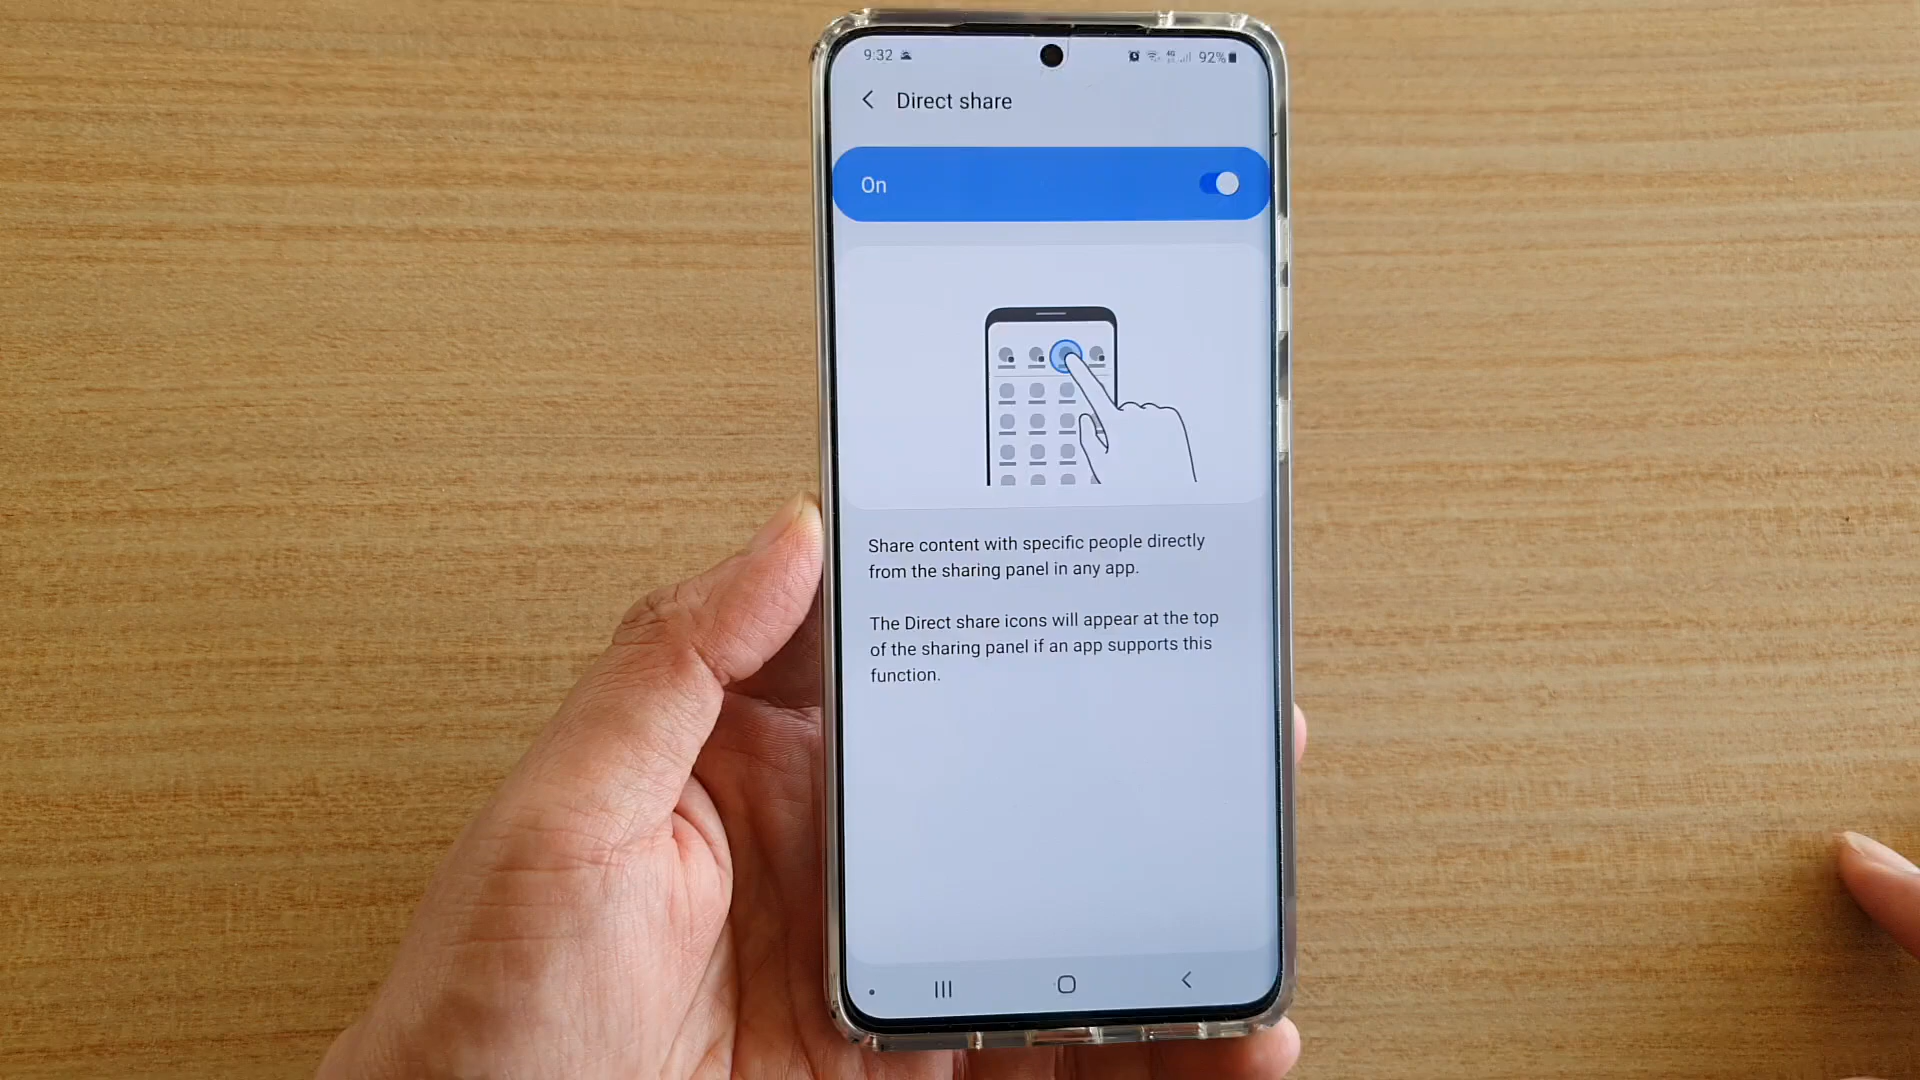 9:32
4G
92%
Direct share
On
Share content with specific people directly
from the sharing panel in any app.
The Direct share icons will appear at the top
of the sharing panel if an app supports this
function.